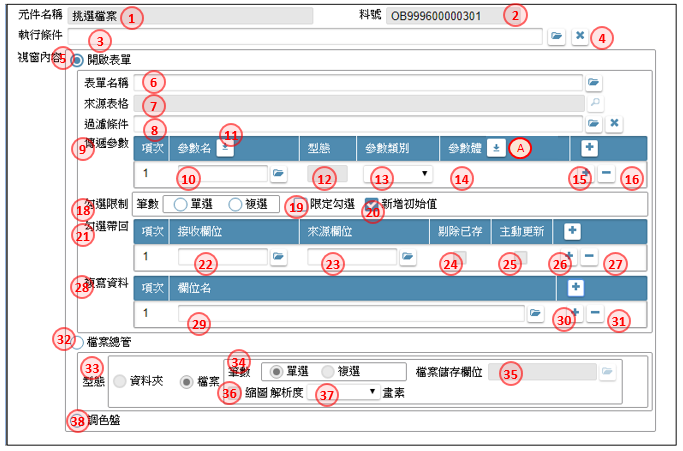 元件名稱 挑選檔案 1 料號 OB999600000301 2
執行條件 3 4
視窗內容 5 開啟表單
表單名稱 6
來源表格 7
過濾條件 8
傳遞參數 9 項次 參數名 11 型態 參數類別 參數體 A
1 10 12 13 14 15 16
勾選限制 18 筆數 單選 複選 19 限定勾選 20 新增初始值
勾選帶回 21 項次 接收欄位 來源欄位 剔除已存 主動更新
1 22 23 24 25 26 27
複寫資料 28 項次 欄位名
1 29 30 31
32 檔案總管
型態 33 資料夾 檔案 筆數 34 單選 複選 檔案儲存欄位 35
36 縮圖 解析度 37 畫素
38 調色盤